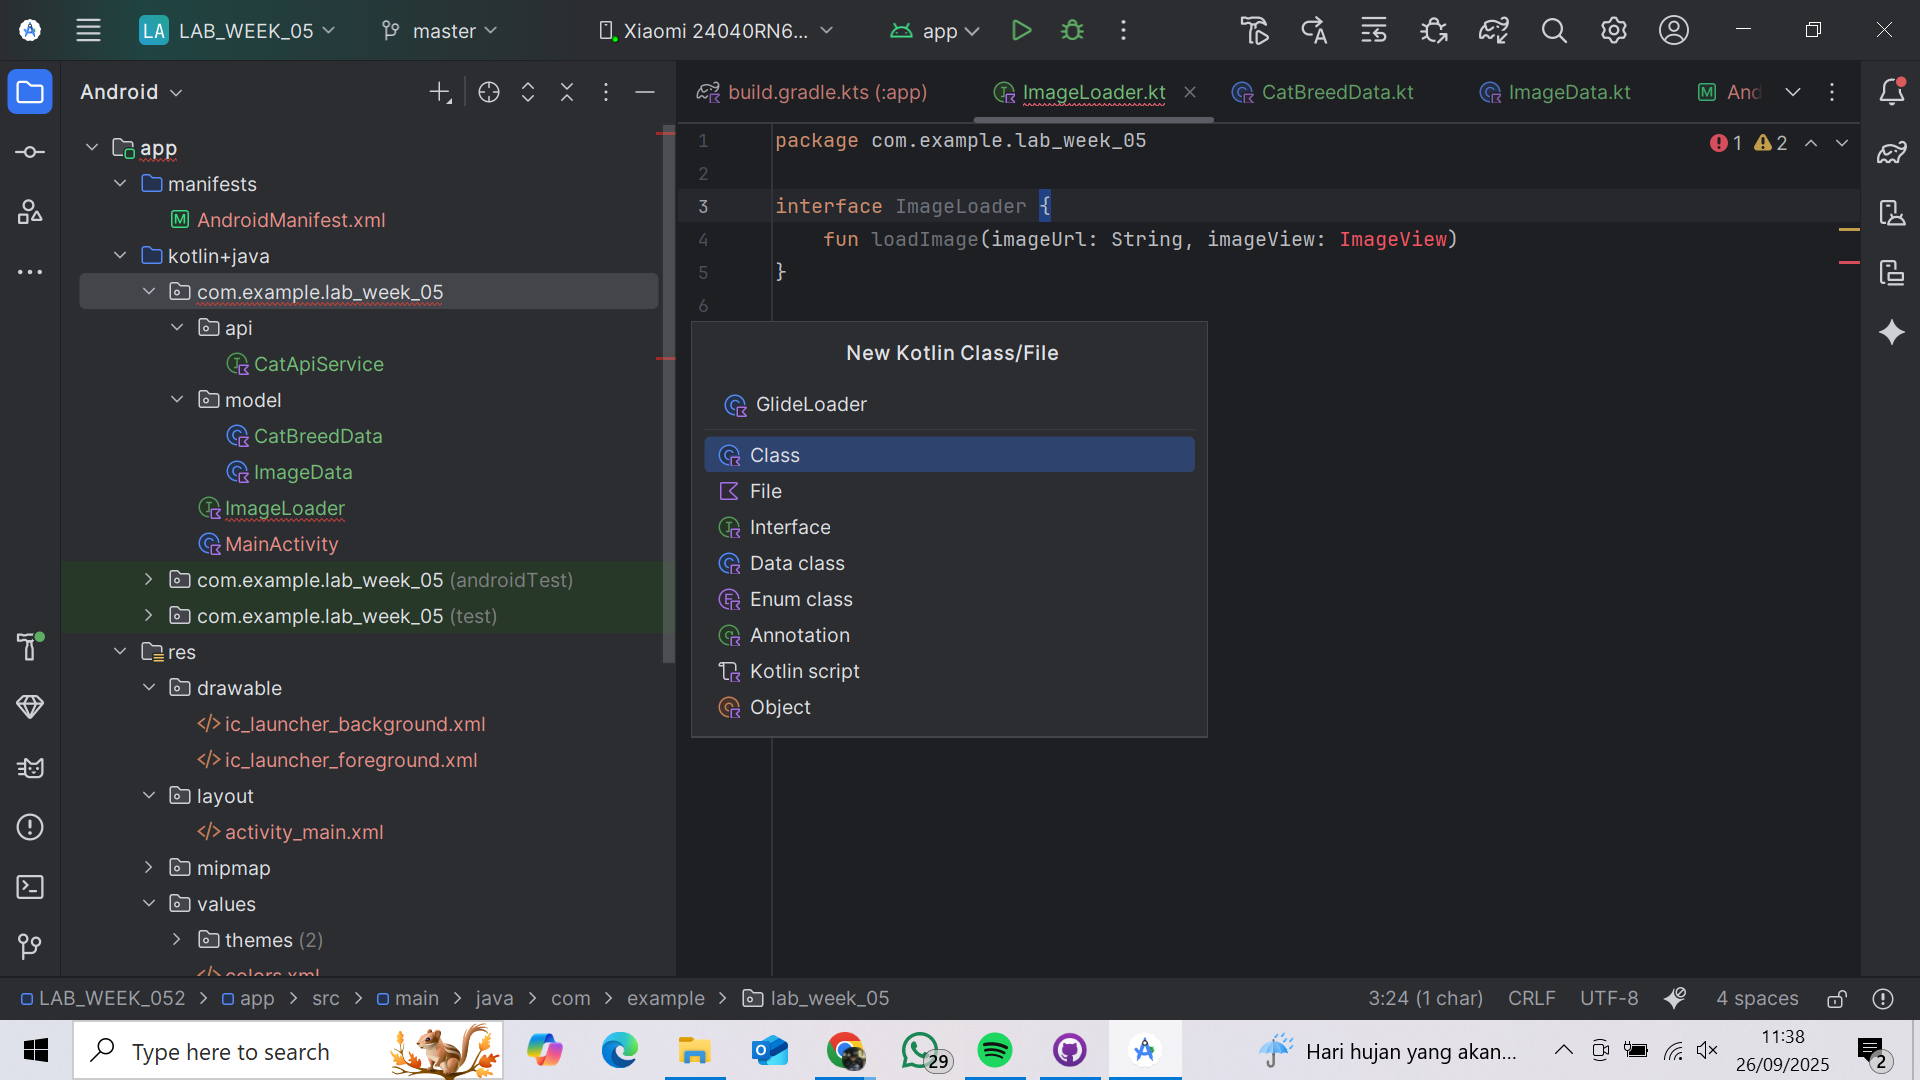 LA LAB_WEEK_05 master Xiaomi 24040RN6... app
Android
build.gradle.kts (:app) ImageLoader.kt CatBreedData.kt ImageData.kt And
app
manifests
AndroidManifest.xml
kotlin+java
com.example.lab_week_05
api
CatApiService
model
CatBreedData
ImageData
ImageLoader
MainActivity
com.example.lab_week_05 (androidTest)
com.example.lab_week_05 (test)
res
drawable
ic_launcher_background.xml
ic_launcher_foreground.xml
layout
activity_main.xml
mipmap
values
themes (2)
colors.xml
1 package com.example.lab_week_05
1 2
2
3 interface ImageLoader {
4 fun loadImage(imageUrl: String, imageView: ImageView)
5 }
6
New Kotlin Class/File
GlideLoader
Class
File
Interface
Data class
Enum class
Annotation
Kotlin script
Object
LAB_WEEK_052 > app > src > main > java > com > example > lab_week_05
3:24 (1 char) CRLF UTF-8 4 spaces
Type here to search
29
Hari hujan yang akan...
11:38
26/09/2025
2